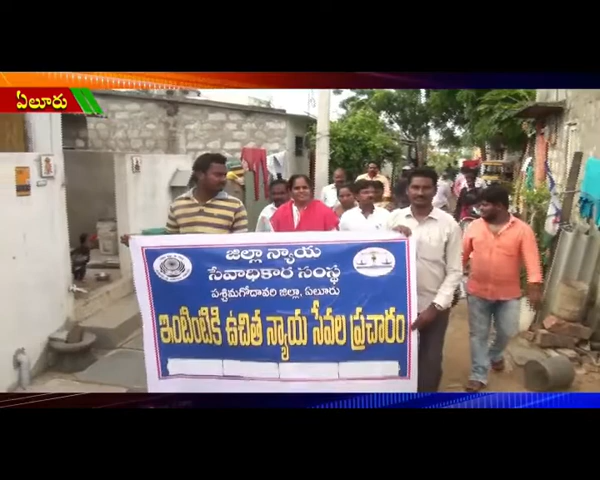 ఏలూరు
జిల్లా న్యాయ
సేవాధికార సంస్థ
పశ్చిమగోదావరి జిల్లా, ఏలూరు
ఇంటింటికి ఉచిత న్యాయ సేవల ప్రచారం